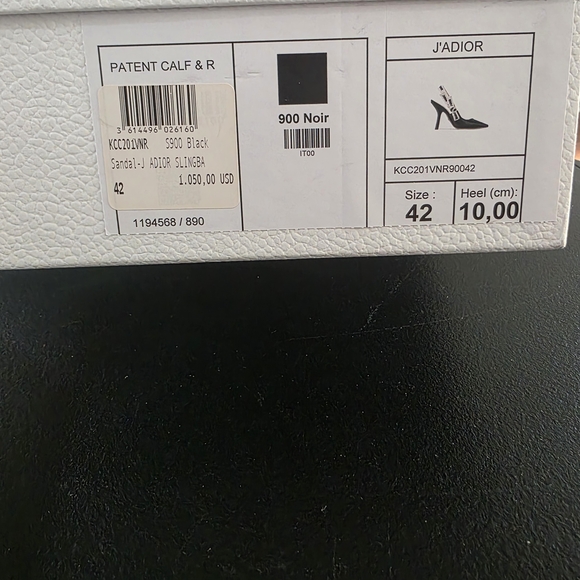 PATENT CALF & R
3 614496 026160
KCC201VNR S900 Black
Sandal-J ADIOR SLINGBA
42 1.050,00 USD
1194568 / 890
900 Noir
IT00
J'ADIOR
KCC201VNR90042
Size :
42
Heel (cm):
10,00